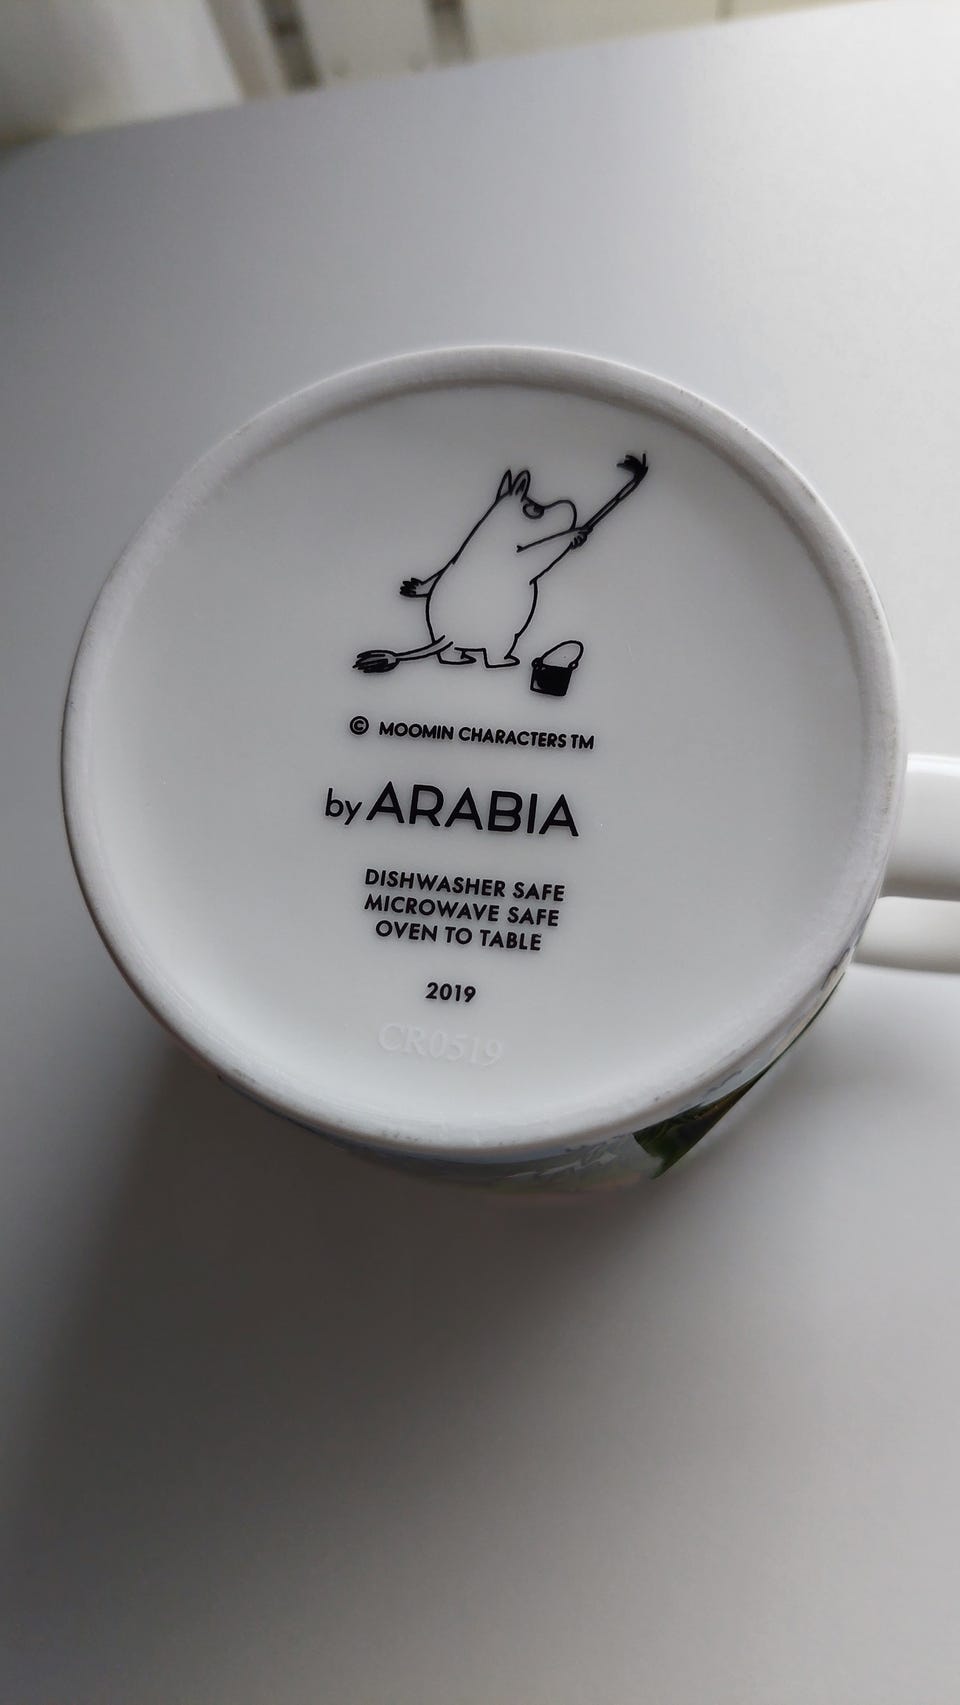 © MOOMIN CHARACTERS TM
by ARABIA
DISHWASHER SAFE
MICROWAVE SAFE
OVEN TO TABLE
2019
CR0519